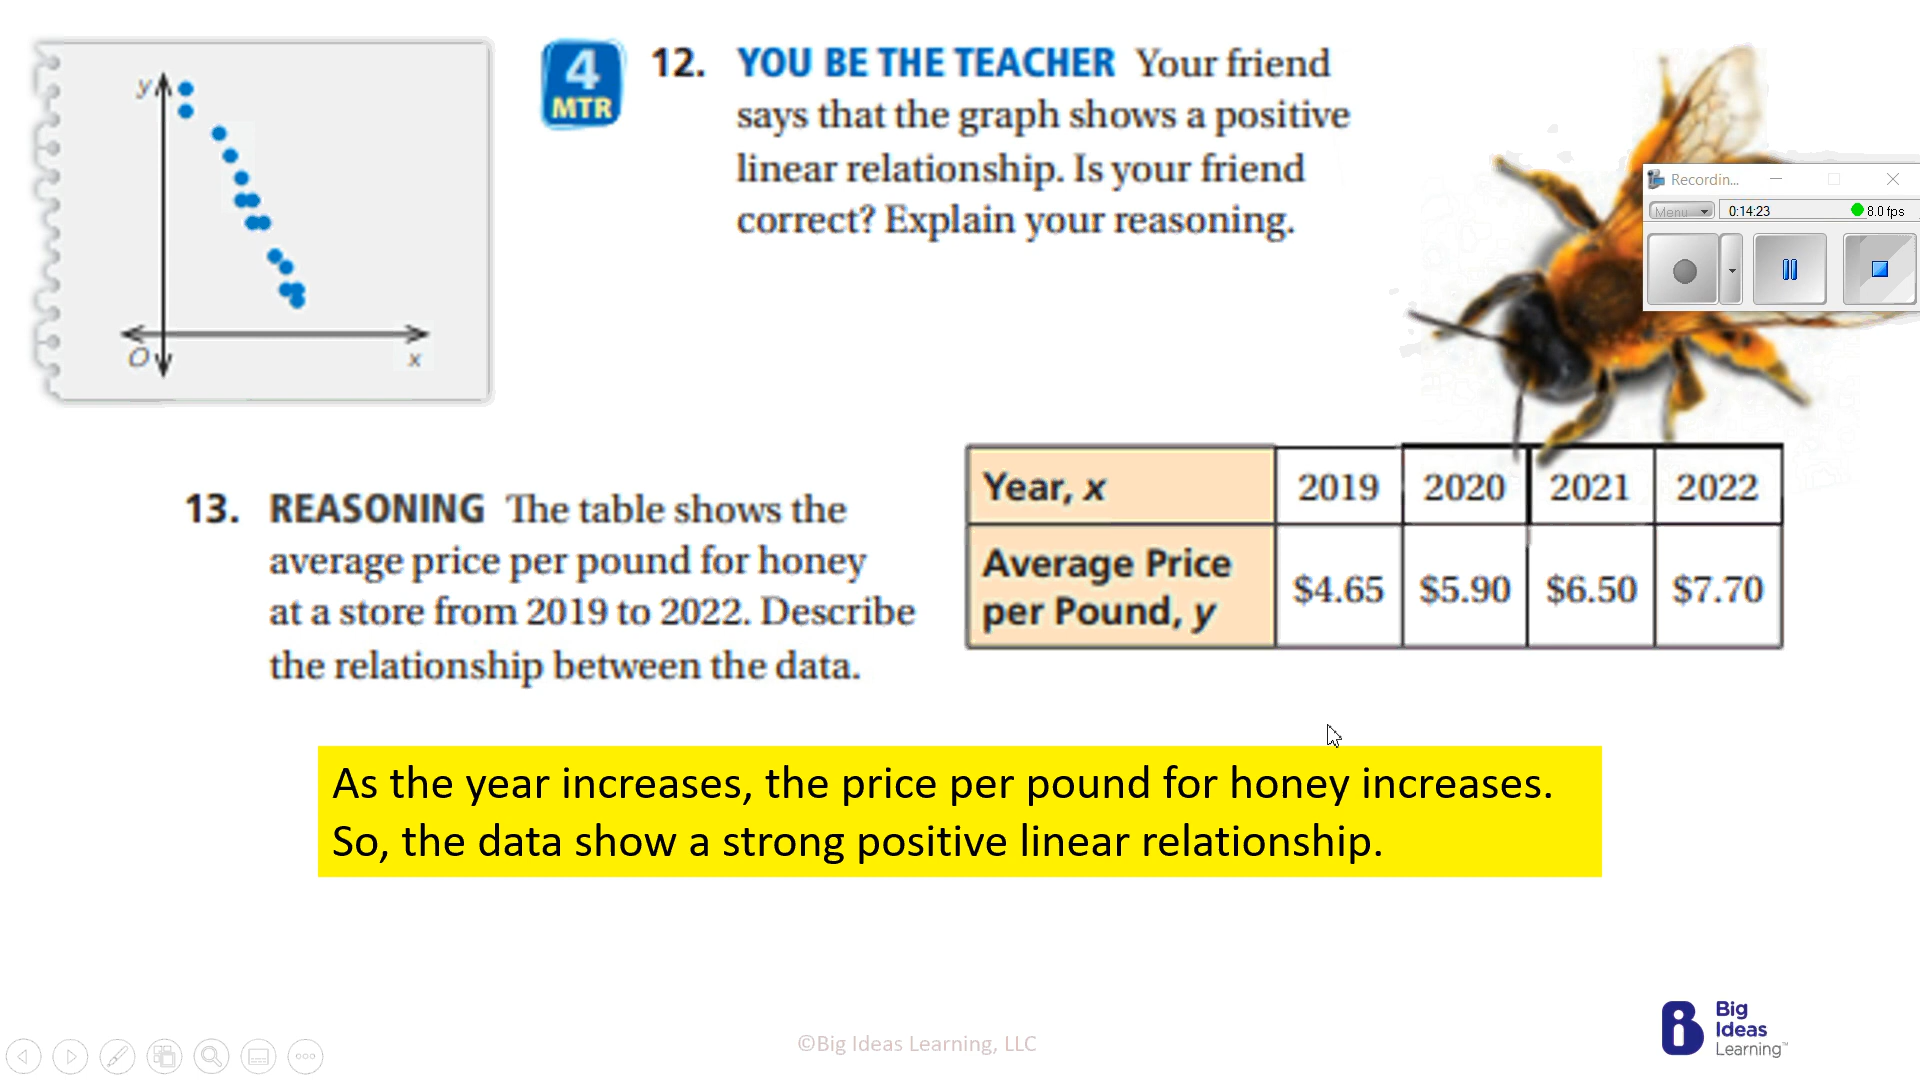 y
O
x
4
MTR
12. YOU BE THE TEACHER Your friend
says that the graph shows a positive
linear relationship. Is your friend
correct? Explain your reasoning.
Recordin...
Menu
0:14:23
8.0 fps
13. REASONING The table shows the
average price per pound for honey
at a store from 2019 to 2022. Describe
the relationship between the data.
Year, x 2019 2020 2021 2022
Average Price
per Pound, y $4.65 $5.90 $6.50 $7.70
As the year increases, the price per pound for honey increases.
So, the data show a strong positive linear relationship.
©Big Ideas Learning, LLC
Big
Ideas
Learning™